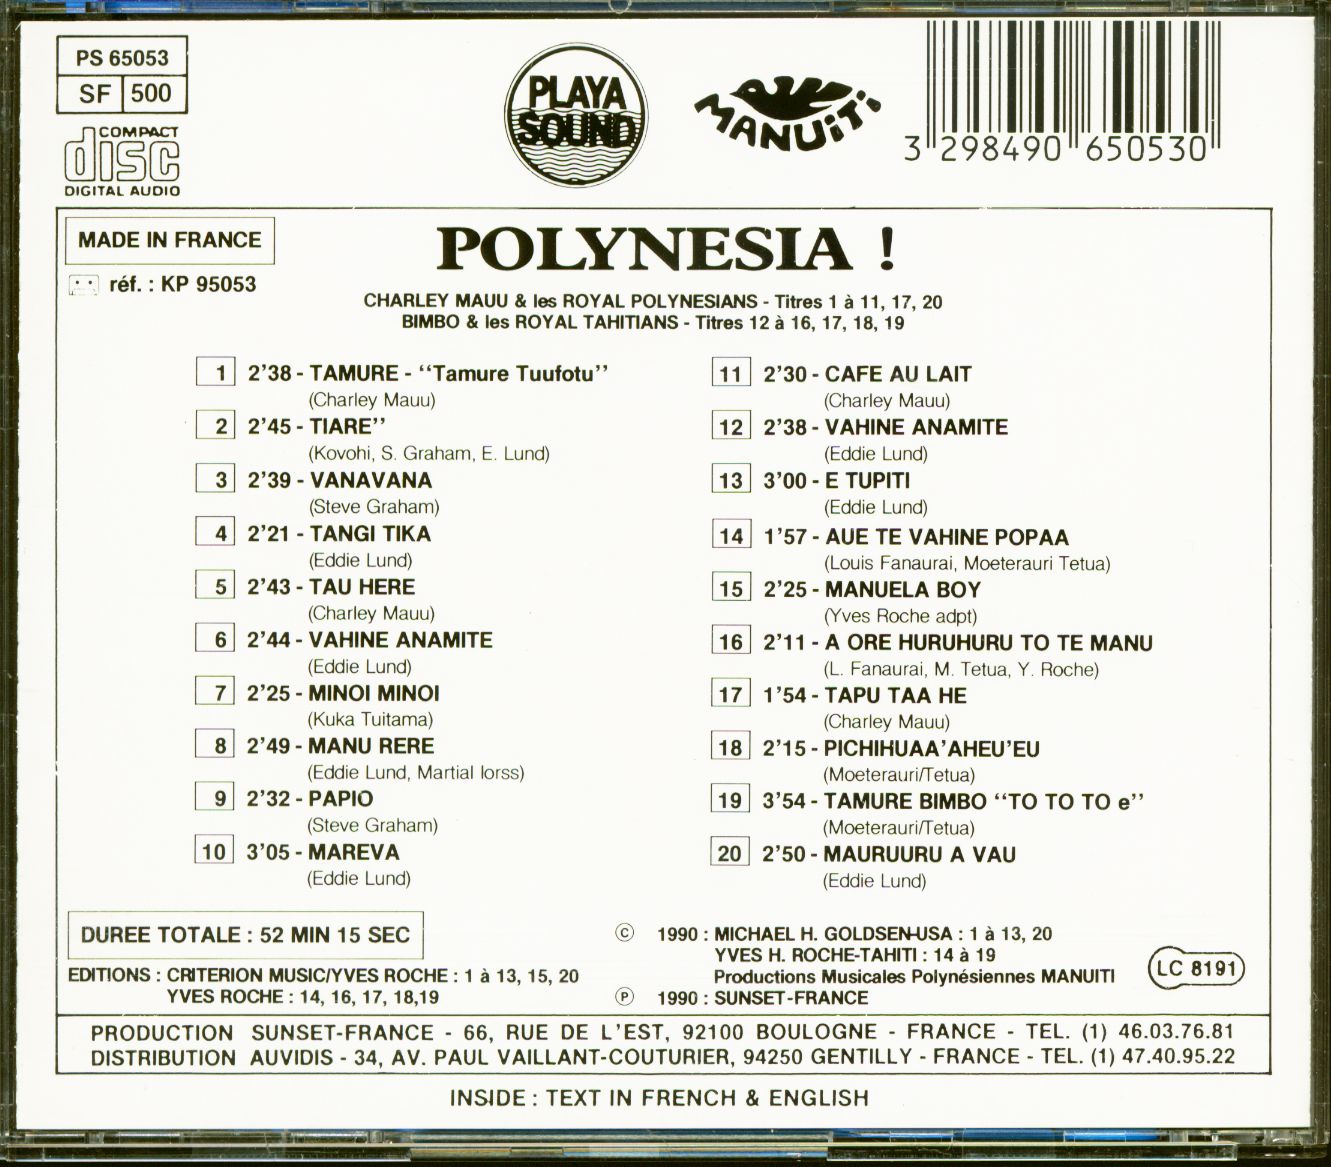 PS 65053
SF 500
COMPACT
disc
DIGITAL AUDIO
PLAYA
SOUND
MANUiTi
3 298490 650530
MADE IN FRANCE
réf. : KP 95053
POLYNESIA !
CHARLEY MAUU & les ROYAL POLYNESIANS - Titres 1 à 11, 17, 20
BIMBO & les ROYAL TAHITIANS - Titres 12 à 16, 17, 18, 19
1 2’38 - TAMURE - “Tamure Tuufotu”
(Charley Mauu)
2 2’45 - TIARE”
(Kovohi, S. Graham, E. Lund)
3 2’39 - VANAVANA
(Steve Graham)
4 2’21 - TANGI TIKA
(Eddie Lund)
5 2’43 - TAU HERE
(Charley Mauu)
6 2’44 - VAHINE ANAMITE
(Eddie Lund)
7 2’25 - MINOI MINOI
(Kuka Tuitama)
8 2’49 - MANU RERE
(Eddie Lund, Martial Iorss)
9 2’32 - PAPIO
(Steve Graham)
10 3’05 - MAREVA
(Eddie Lund)
11 2’30 - CAFE AU LAIT
(Charley Mauu)
12 2’38 - VAHINE ANAMITE
(Eddie Lund)
13 3’00 - E TUPITI
(Eddie Lund)
14 1’57 - AUE TE VAHINE POPAA
(Louis Fanaurai, Moeterauri Tetua)
15 2’25 - MANUELA BOY
(Yves Roche adpt)
16 2’11 - A ORE HURUHURU TO TE MANU
(L. Fanaurai, M. Tetua, Y. Roche)
17 1’54 - TAPU TAA HE
(Charley Mauu)
18 2’15 - PICHIHUAA’AHEU’EU
(Moeterauri/Tetua)
19 3’54 - TAMURE BIMBO “TO TO TO e”
(Moeterauri/Tetua)
20 2’50 - MAURUURU A VAU
(Eddie Lund)
DUREE TOTALE : 52 MIN 15 SEC
EDITIONS : CRITERION MUSIC/YVES ROCHE : 1 à 13, 15, 20
YVES ROCHE : 14, 16, 17, 18,19
© 1990 : MICHAEL H. GOLDSEN-USA : 1 à 13, 20
YVES H. ROCHE-TAHITI : 14 à 19
Productions Musicales Polynésiennes MANUITI
℗ 1990 : SUNSET-FRANCE
LC 8191
PRODUCTION SUNSET-FRANCE - 66, RUE DE L’EST, 92100 BOULOGNE - FRANCE - TEL. (1) 46.03.76.81
DISTRIBUTION AUVIDIS - 34, AV. PAUL VAILLANT-COUTURIER, 94250 GENTILLY - FRANCE - TEL. (1) 47.40.95.22
INSIDE : TEXT IN FRENCH & ENGLISH